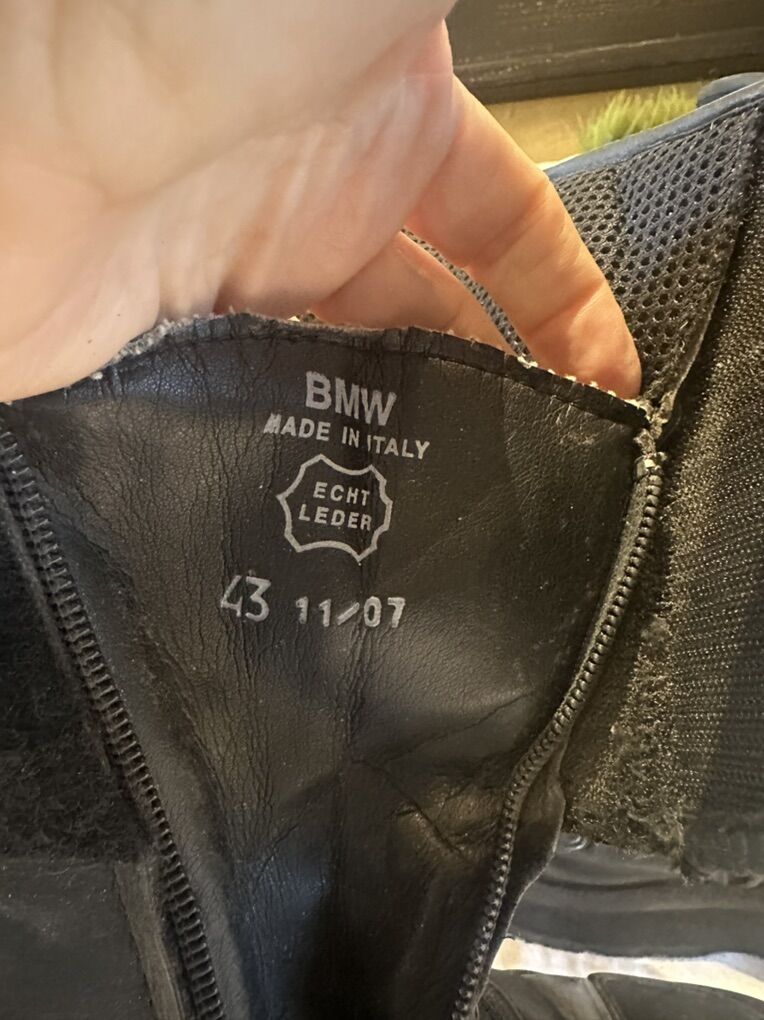 BMW
MADE IN ITALY
ECHT
LEDER
43 11/07